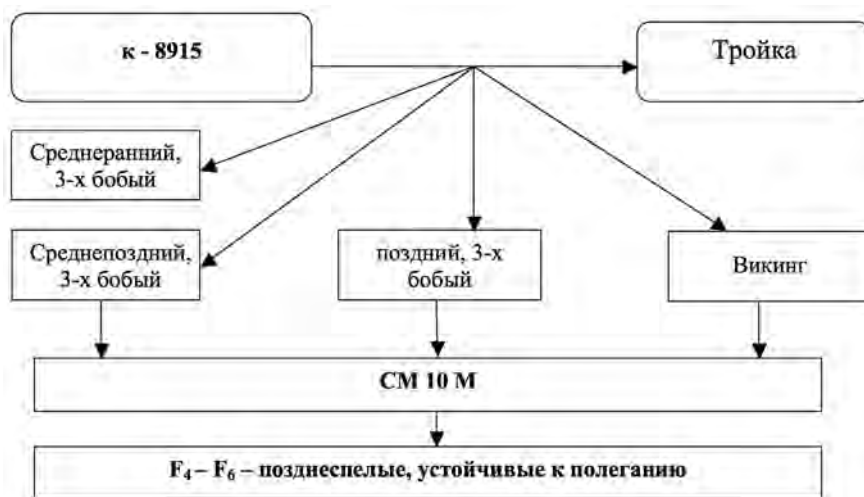 к - 8915
Тройка
Среднеранний,
3-х бобый
Среднепоздний,
3-х бобый
поздний, 3-х
бобый
Викинг
СМ 10 М
F₄ – F₆ – позднеспелые, устойчивые к полеганию